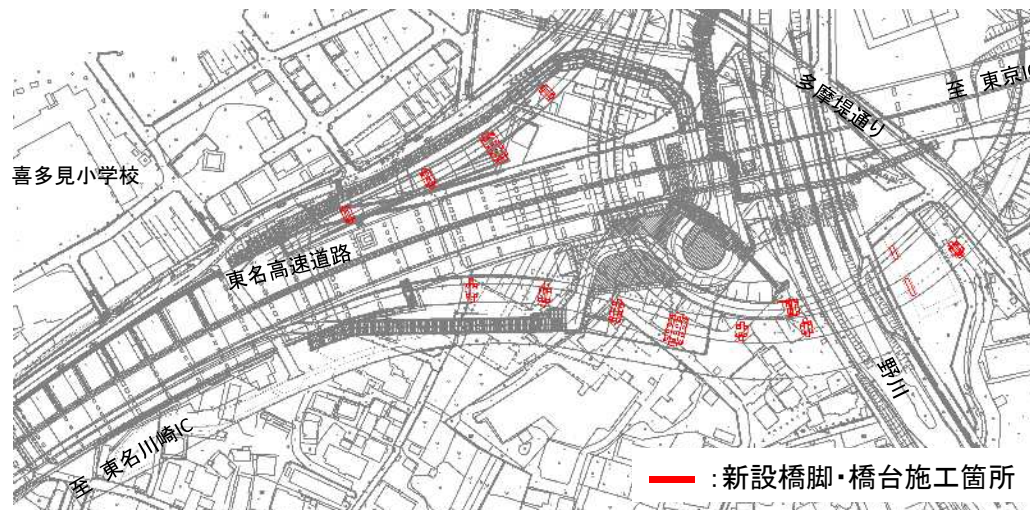 至 東京IC
多摩堤通り
喜多見小学校
東名高速道路
野川
至 東名川崎IC
:新設橋脚・橋台施工箇所